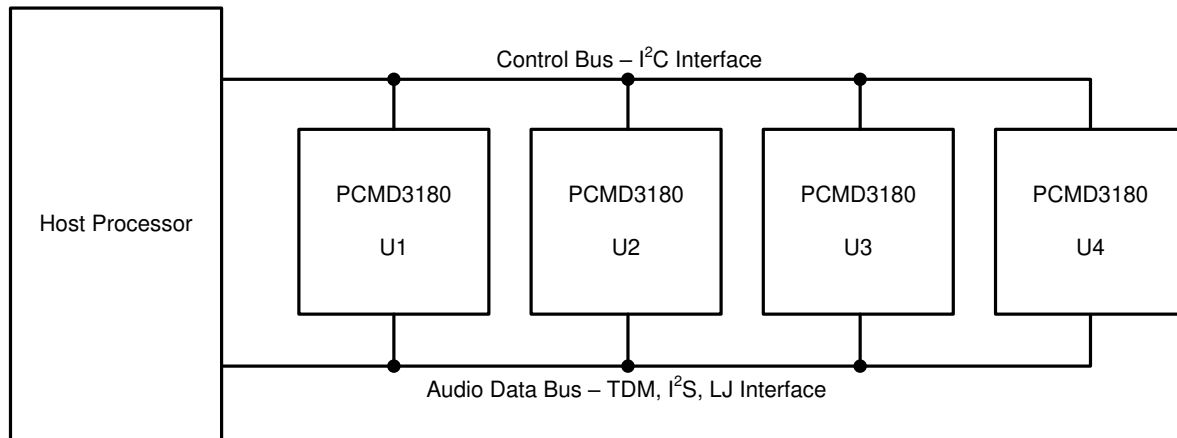 Control Bus – I²C Interface
Host Processor
PCMD3180
U1
PCMD3180
U2
PCMD3180
U3
PCMD3180
U4
Audio Data Bus – TDM, I²S, LJ Interface